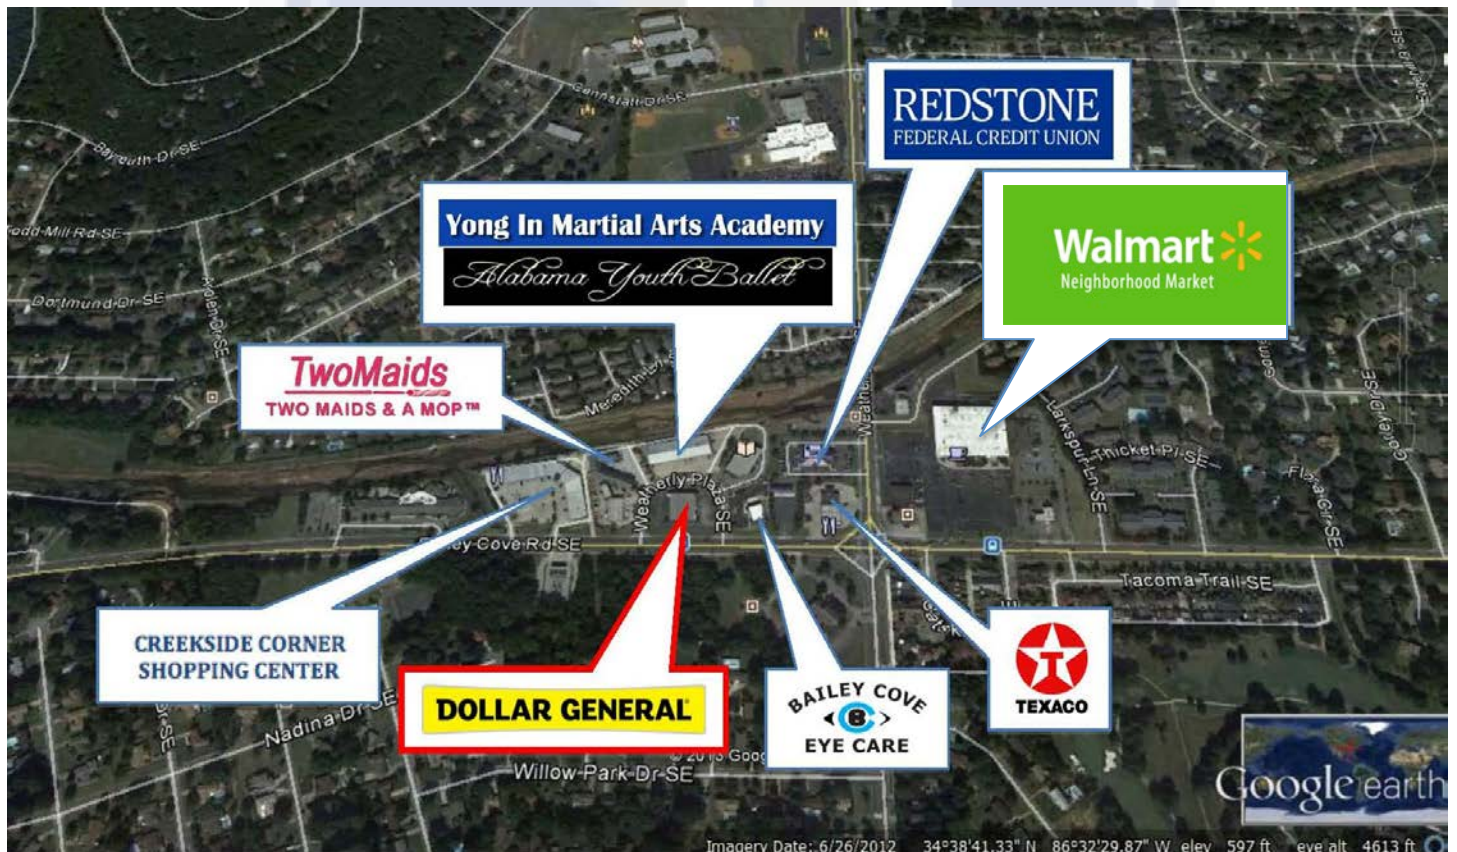 Cannstatt Dr SE
Bayreuth Dr SE
REDSTONE
FEDERAL CREDIT UNION
Yong In Martial Arts Academy
Alabama Youth Ballet
Walmart
Neighborhood Market
Todd Mill Rd SE
Dortmund Dr SE
TwoMaids
TWO MAIDS & A MOP™
Larkspur Ln SE
Thicket Pl SE
Weatherly Plaza SE
Tacoma Trail SE
CREEKSIDE CORNER
SHOPPING CENTER
DOLLAR GENERAL
BAILEY COVE
B
EYE CARE
T
TEXACO
Nadina Dr SE
Willow Park Dr SE
Google earth
Imagery Date: 6/26/2012 34°38'41.33" N 86°32'29.87" W elev 597 ft eye alt 4613 ft